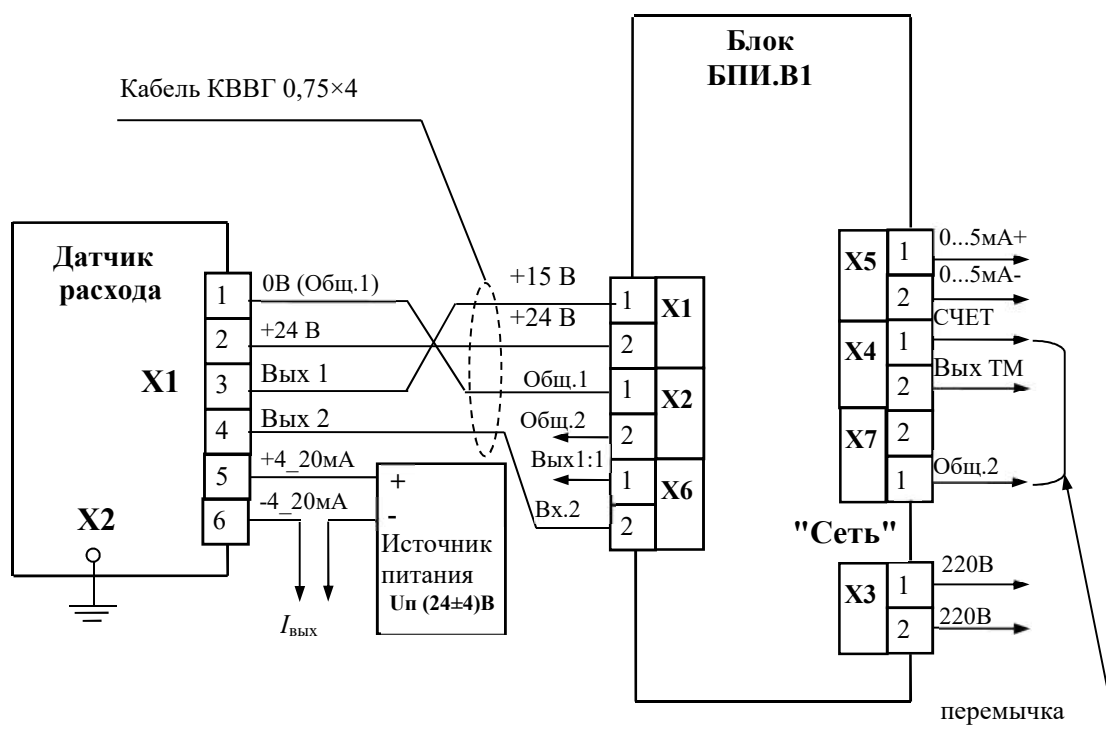 Блок
БПИ.В1
Кабель КВВГ 0,75×4
Датчик
расхода
X1
X2
1
2
3
4
5
6
0В (Общ.1)
+24 В
Вых 1
Вых 2
+4_20мА
-4_20мА
Iвых
+
-
Источник
питания
Uп (24±4)В
+15 В
+24 В
Общ.1
Общ.2
Вых1:1
Вх.2
1
2
X1
1
2
X2
1
2
X6
X5
1
2
0...5мА+
0...5мА-
X4
1
2
СЧЕТ
Вых ТМ
X7
2
1
Общ.2
"Сеть"
X3
1
2
220В
220В
перемычка